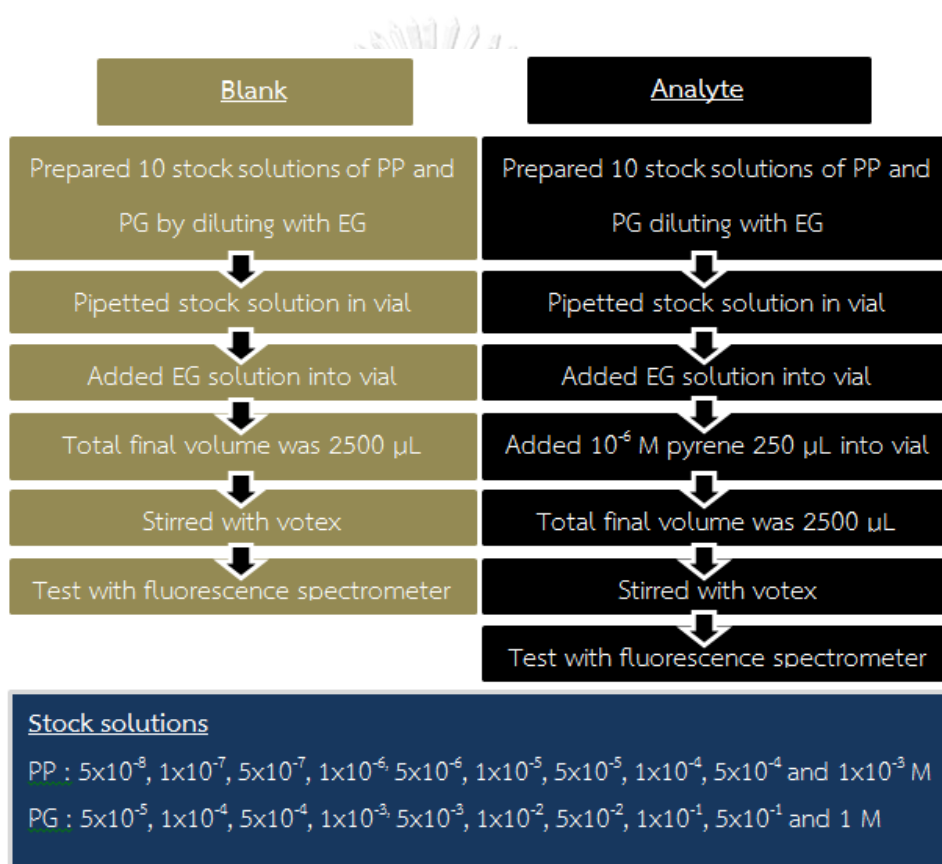 Blank
Prepared 10 stock solutions of PP and
PG by diluting with EG
Pipetted stock solution in vial
Added EG solution into vial
Total final volume was 2500 µL
Stirred with votex
Test with fluorescence spectrometer
Analyte
Prepared 10 stock solutions of PP and
PG diluting with EG
Pipetted stock solution in vial
Added EG solution into vial
Added 10⁻⁶ M pyrene 250 µL into vial
Total final volume was 2500 µL
Stirred with votex
Test with fluorescence spectrometer
Stock solutions
PP : 5x10⁻⁸, 1x10⁻⁷, 5x10⁻⁷, 1x10⁻⁶, 5x10⁻⁶, 1x10⁻⁵, 5x10⁻⁵, 1x10⁻⁴, 5x10⁻⁴ and 1x10⁻³ M
PG : 5x10⁻⁵, 1x10⁻⁴, 5x10⁻⁴, 1x10⁻³, 5x10⁻³, 1x10⁻², 5x10⁻², 1x10⁻¹, 5x10⁻¹ and 1 M